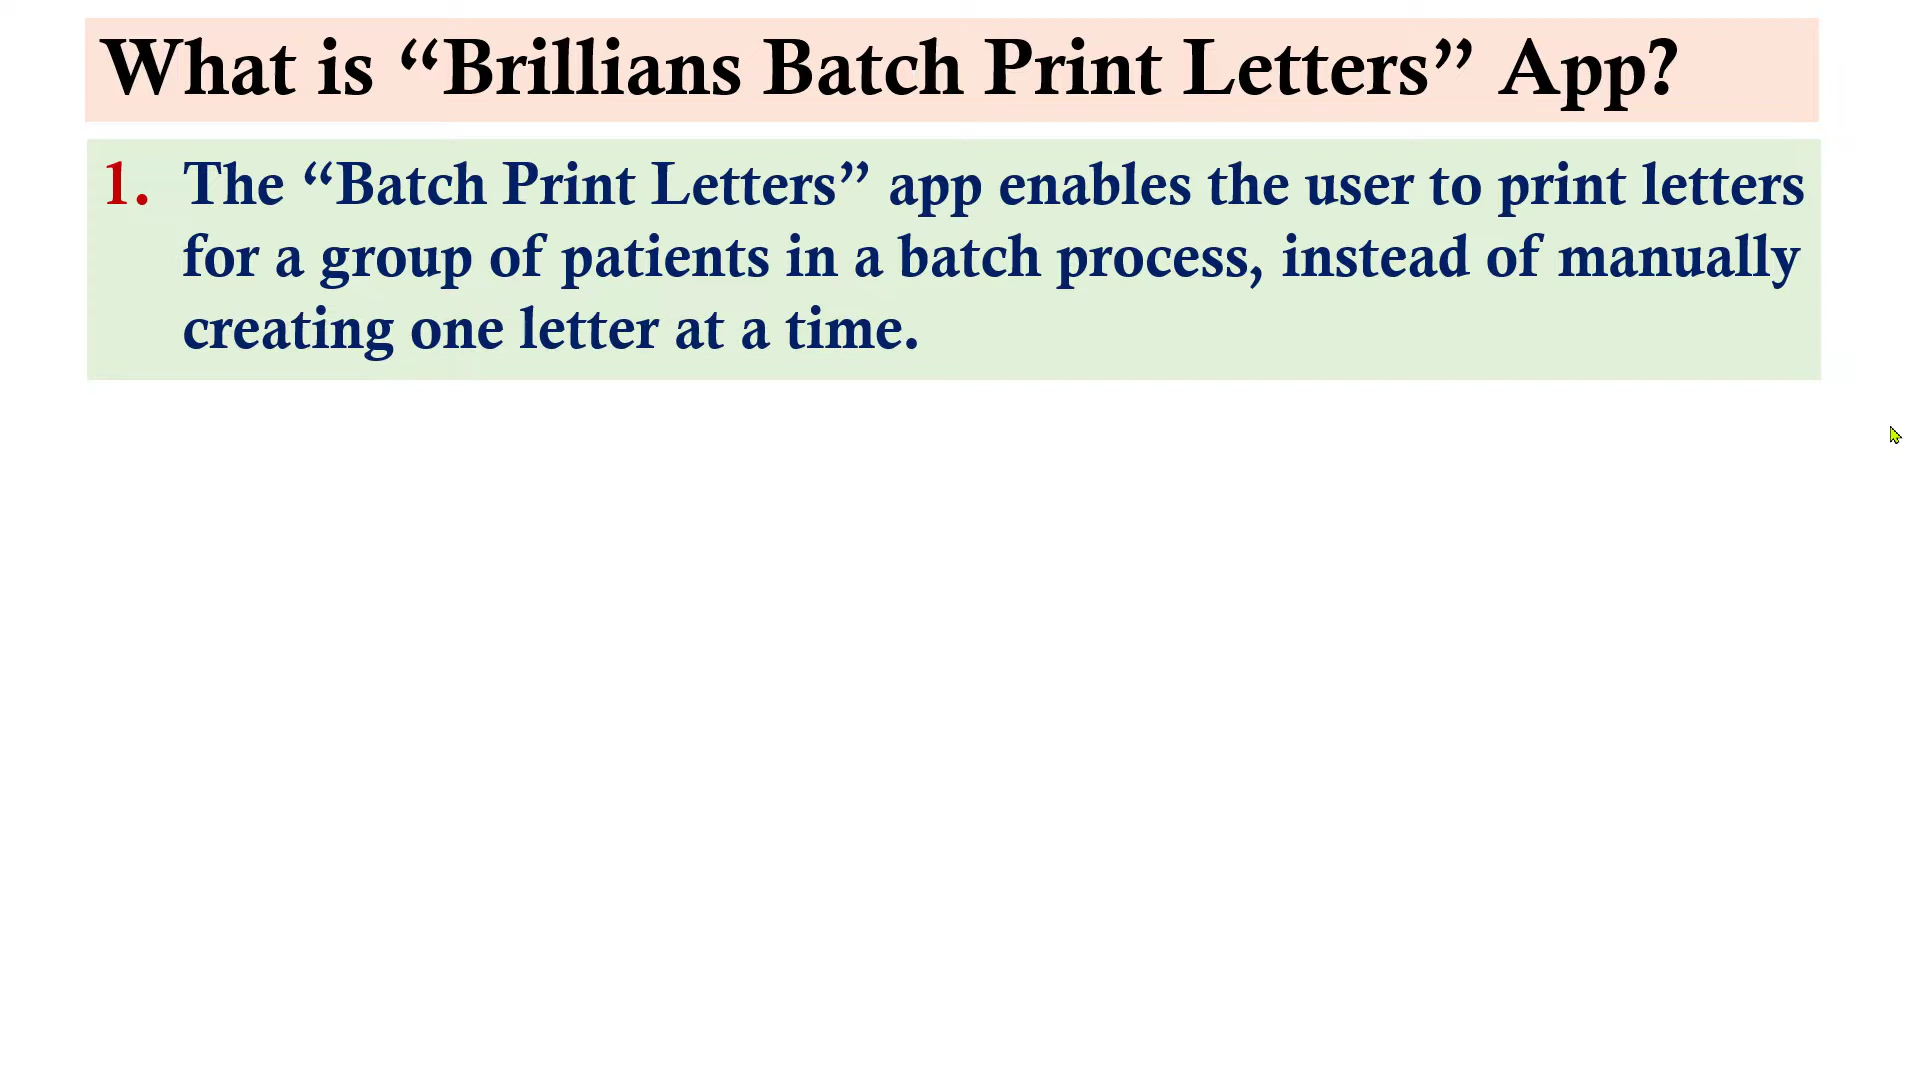 What is “Brillians Batch Print Letters” App?
1. The “Batch Print Letters” app enables the user to print letters
for a group of patients in a batch process, instead of manually
creating one letter at a time.